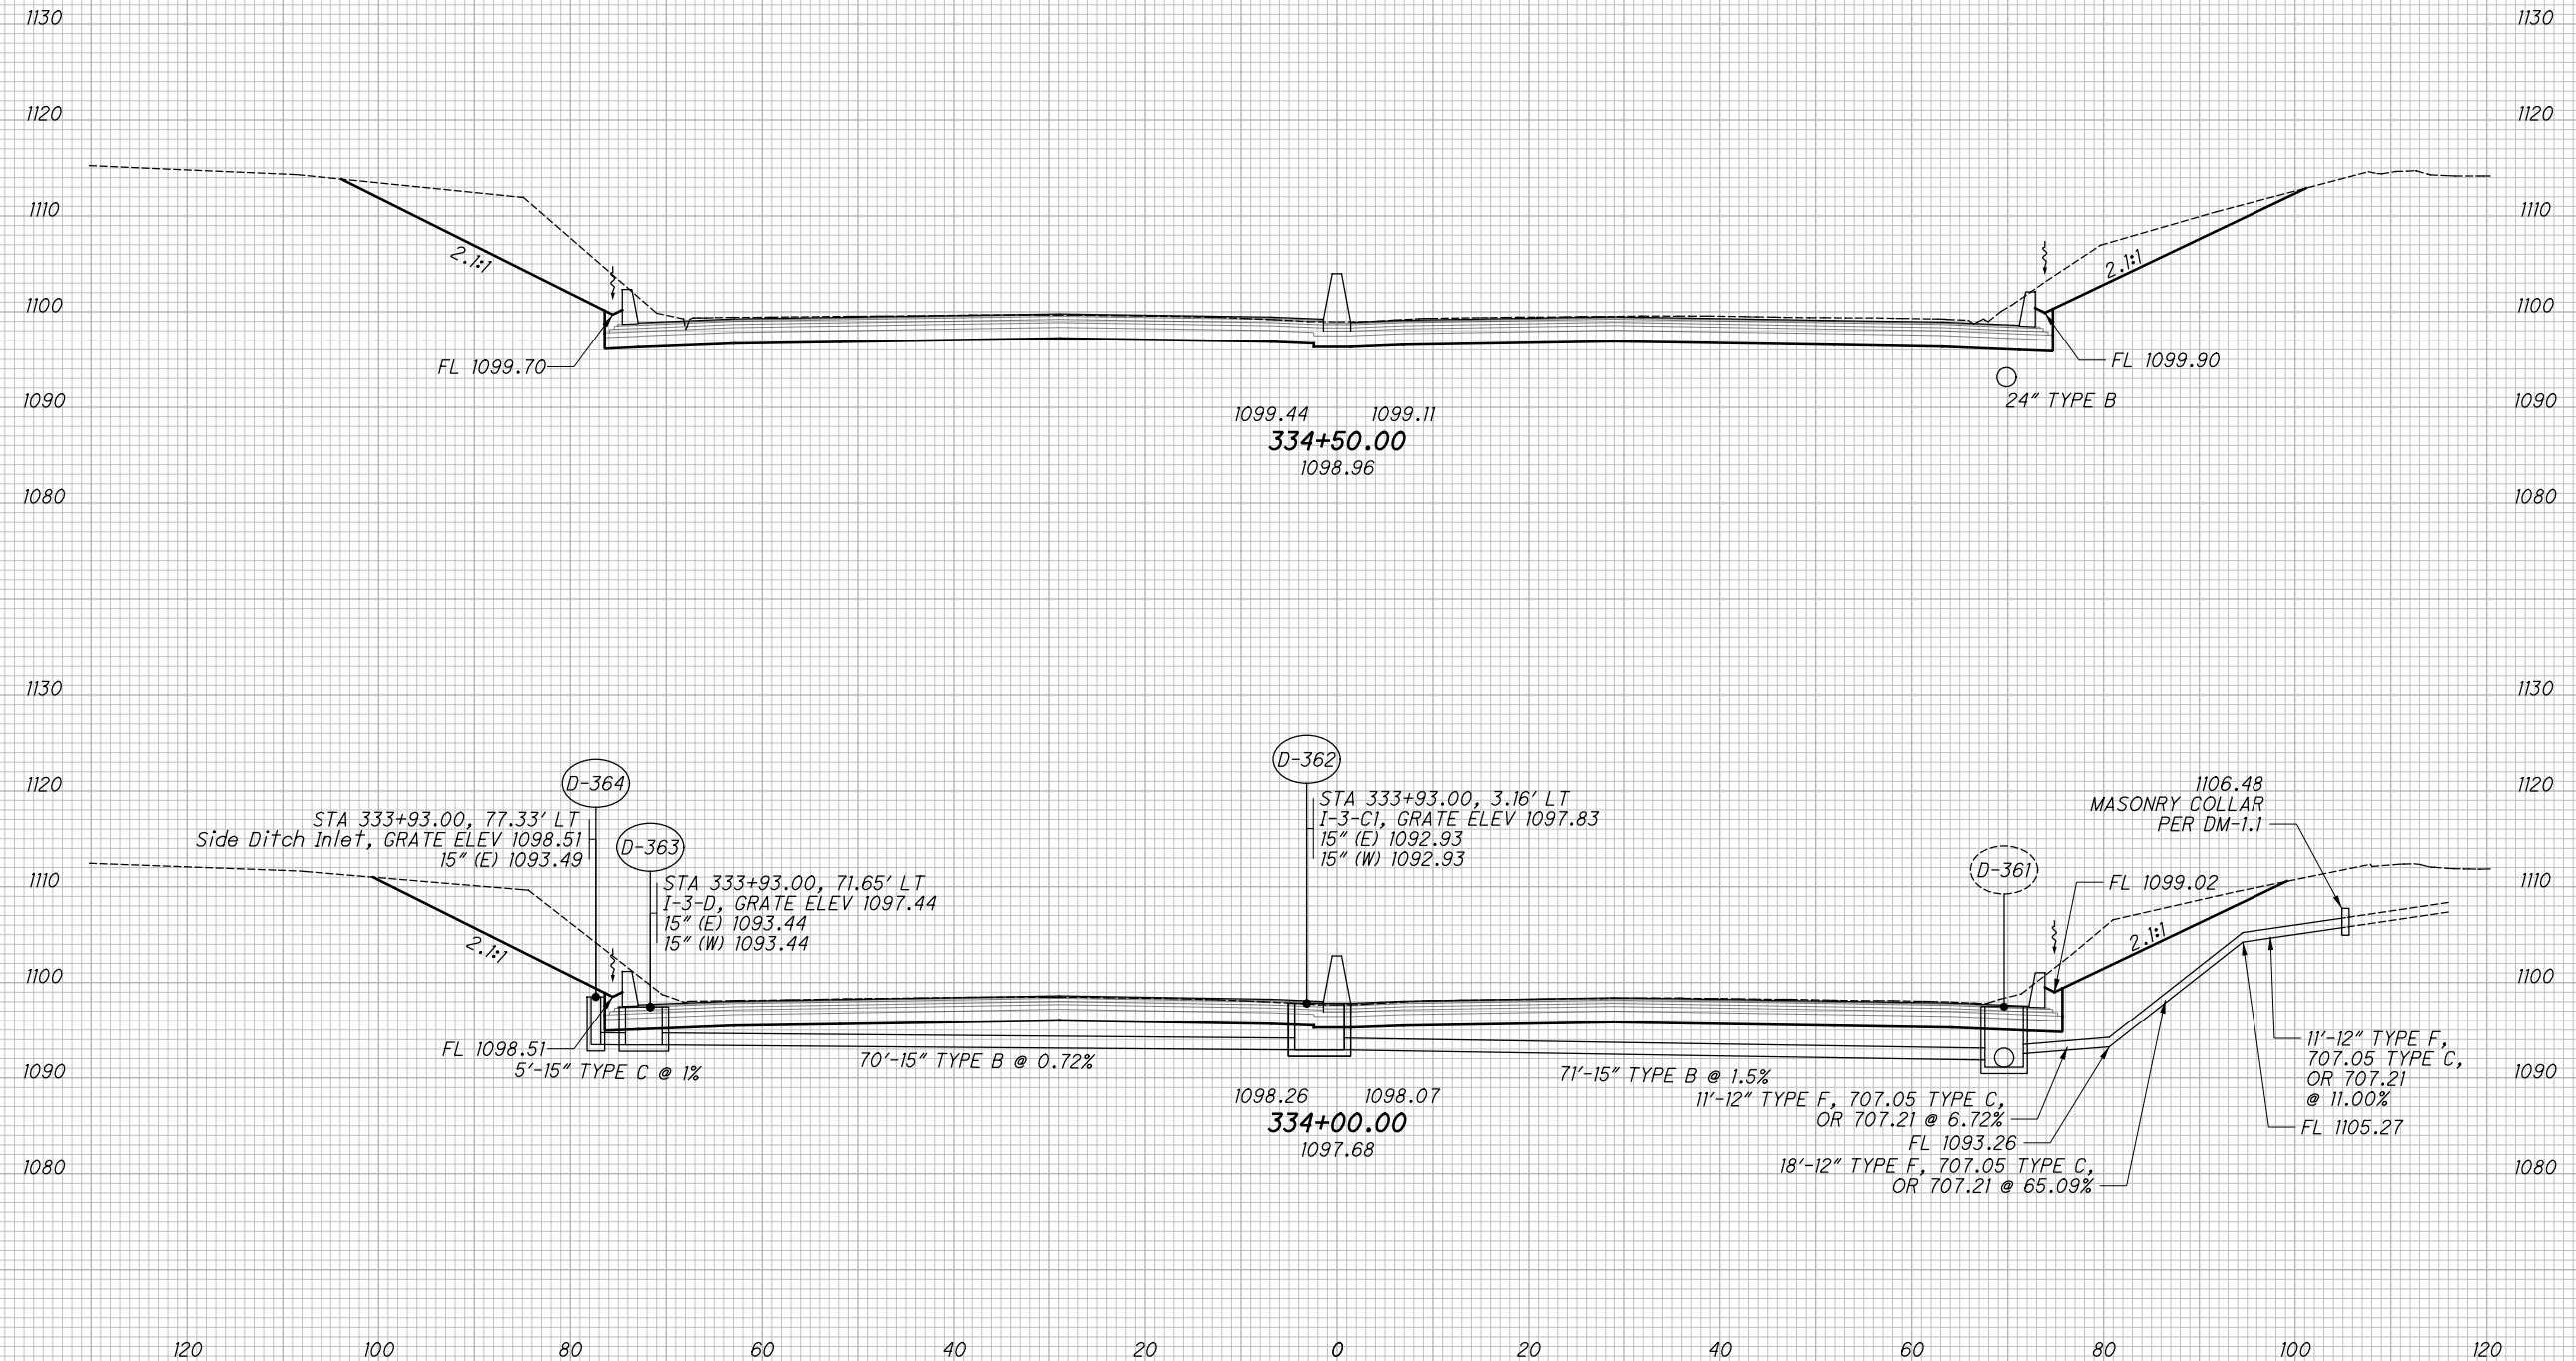 1130 1130
1120 1120
1110 1110
2.1:1 2.1:1
1100 1100
FL 1099.70 FL 1099.90
1090 24" TYPE B 1090
1099.44 1099.11
334+50.00
1098.96
1080 1080
1130 1130
D-362
D-364
1120 1106.48 1120
STA 333+93.00, 3.16' LT
MASONRY COLLAR
STA 333+93.00, 77.33' LT
I-3-C1, GRATE ELEV 1097.83
PER DM-1.1
Side Ditch Inlet, GRATE ELEV 1098.51
15" (E) 1092.93
D-363
15" (E) 1093.49
15" (W) 1092.93
D-361
1110 1110
STA 333+93.00, 71.65' LT
FL 1099.02
I-3-D, GRATE ELEV 1097.44
15" (E) 1093.44
15" (W) 1093.44
2.1:1 2.1:1
1100 1100
11'-12" TYPE F,
707.05 TYPE C,
OR 707.21
@ 11.00%
FL 1105.27
FL 1098.51
5'-15" TYPE C @ 1%
70'-15" TYPE B @ 0.72%
71'-15" TYPE B @ 1.5%
1090 1090
1098.26 1098.07
334+00.00
1097.68
11'-12" TYPE F, 707.05 TYPE C,
OR 707.21 @ 6.72%
FL 1093.26
18'-12" TYPE F, 707.05 TYPE C,
OR 707.21 @ 65.09%
1080 1080
120 100 80 60 40 20 0 20 40 60 80 100 120